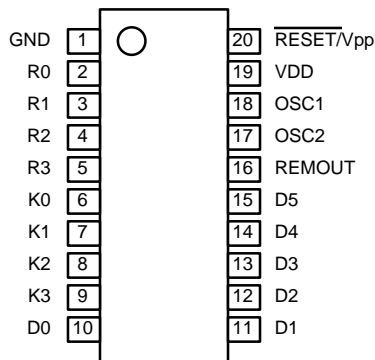 GND 1 20 RESET/Vpp
R0 2 19 VDD
R1 3 18 OSC1
R2 4 17 OSC2
R3 5 16 REMOUT
K0 6 15 D5
K1 7 14 D4
K2 8 13 D3
K3 9 12 D2
D0 10 11 D1